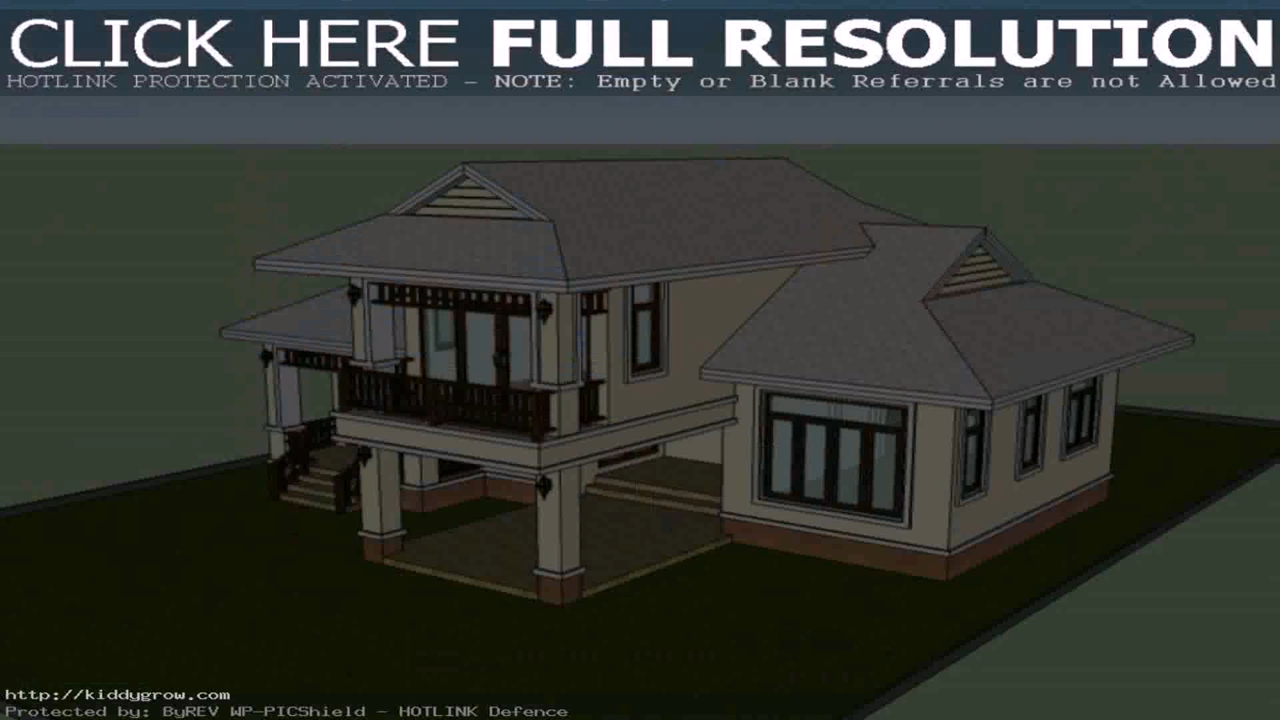 CLICK HERE FULL RESOLUTION
HOTLINK PROTECTION ACTIVATED - NOTE: Empty or Blank Referrals are not Allowed
http://kiddygrow.com
Protected by: ByREV WP-PICShield - HOTLINK Defence